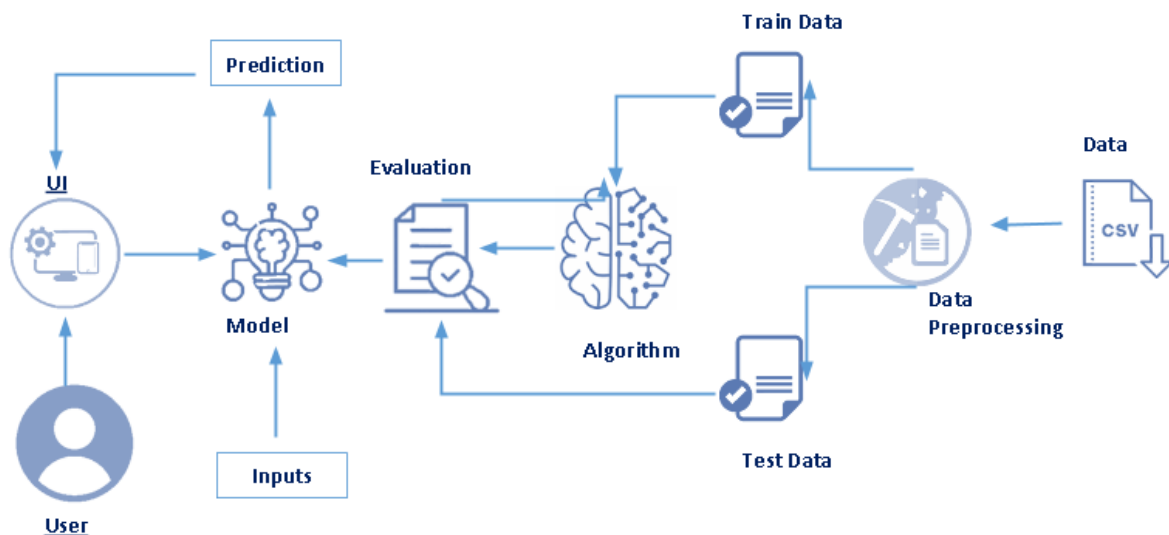 Train Data
Prediction
Data
Evaluation
UI
CSV
Data
Preprocessing
Model
Algorithm
Test Data
Inputs
User